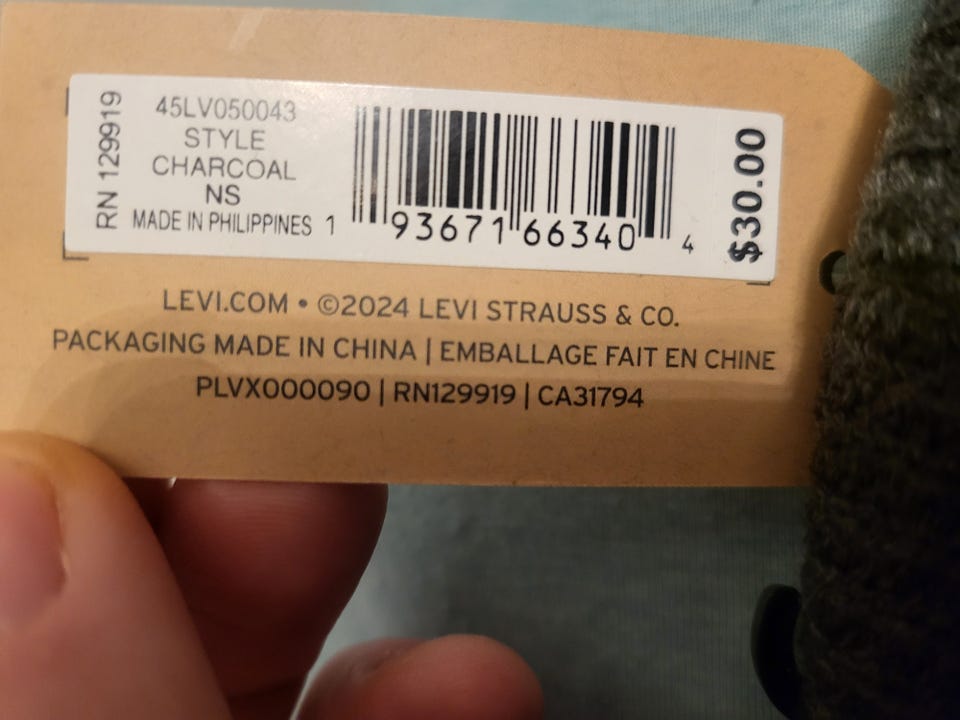 RN 129919
45LV050043
STYLE
CHARCOAL
NS
MADE IN PHILIPPINES
1 93671 66340 4
$30.00
LEVI.COM • ©2024 LEVI STRAUSS & CO.
PACKAGING MADE IN CHINA | EMBALLAGE FAIT EN CHINE
PLVX000090 | RN129919 | CA31794